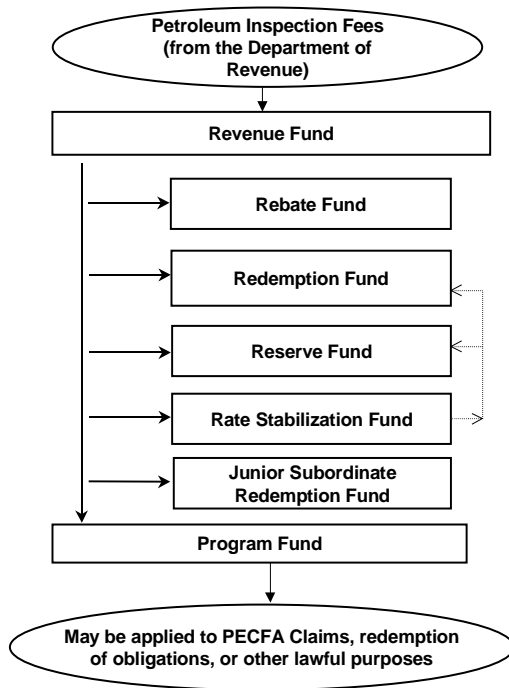 Petroleum Inspection Fees
(from the Department of
Revenue)
Revenue Fund
Rebate Fund
Redemption Fund
Reserve Fund
Rate Stabilization Fund
Junior Subordinate
Redemption Fund
Program Fund
May be applied to PECFA Claims, redemption
of obligations, or other lawful purposes